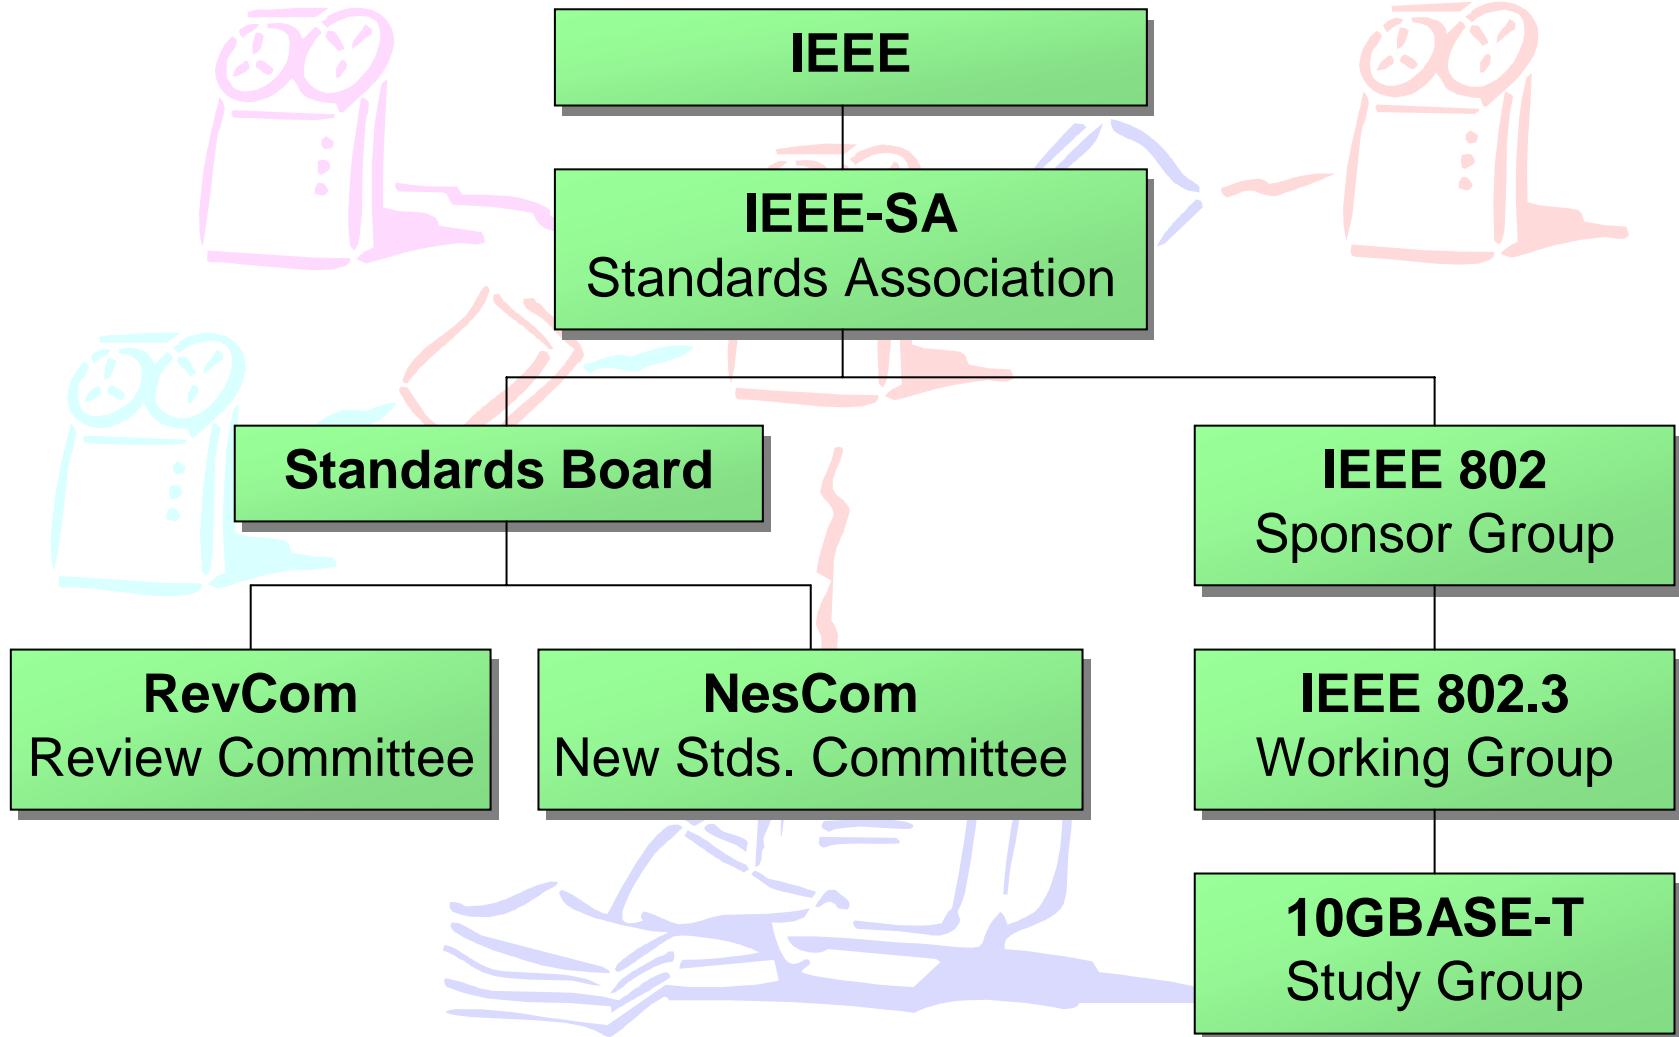 IEEE
IEEE-SA
Standards Association
Standards Board
IEEE 802
Sponsor Group
RevCom
Review Committee
NesCom
New Stds. Committee
IEEE 802.3
Working Group
10GBASE-T
Study Group